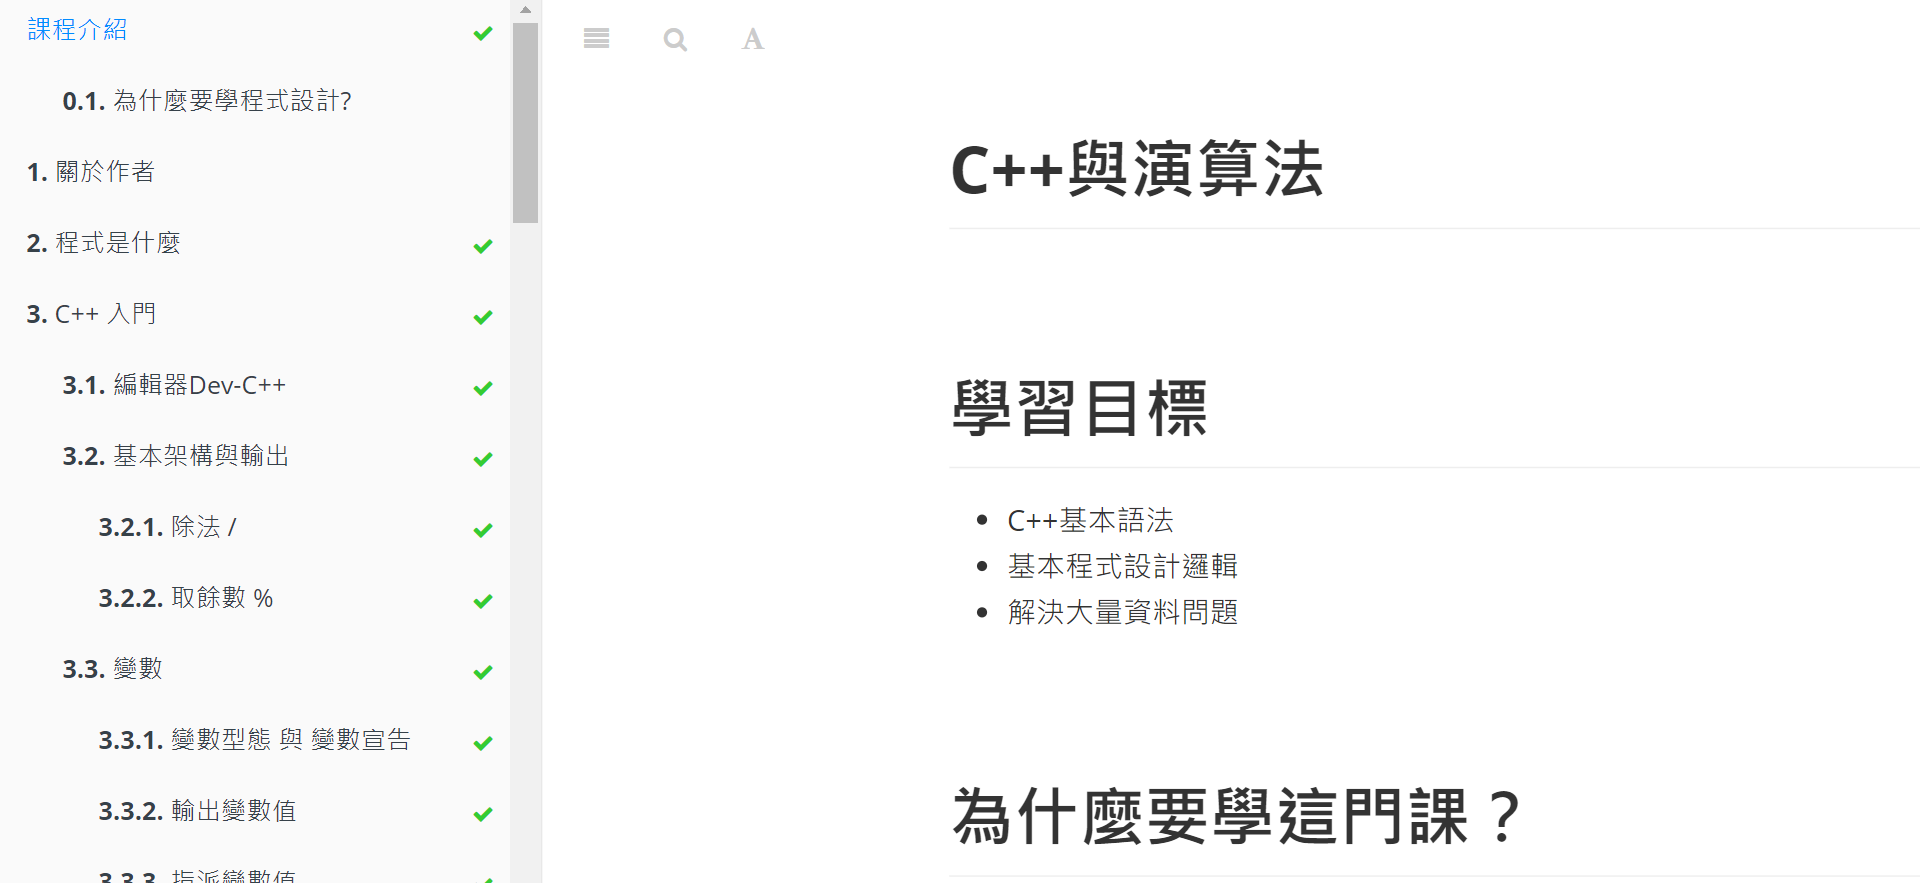 課程介紹
0.1. 為什麼要學程式設計?
1. 關於作者
2. 程式是什麼
3. C++ 入門
3.1. 編輯器Dev-C++
3.2. 基本架構與輸出
3.2.1. 除法 /
3.2.2. 取餘數 %
3.3. 變數
3.3.1. 變數型態 與 變數宣告
3.3.2. 輸出變數值
3.3.3. 指派變數值
A
C++與演算法
學習目標
C++基本語法
基本程式設計邏輯
解決大量資料問題
為什麼要學這門課？